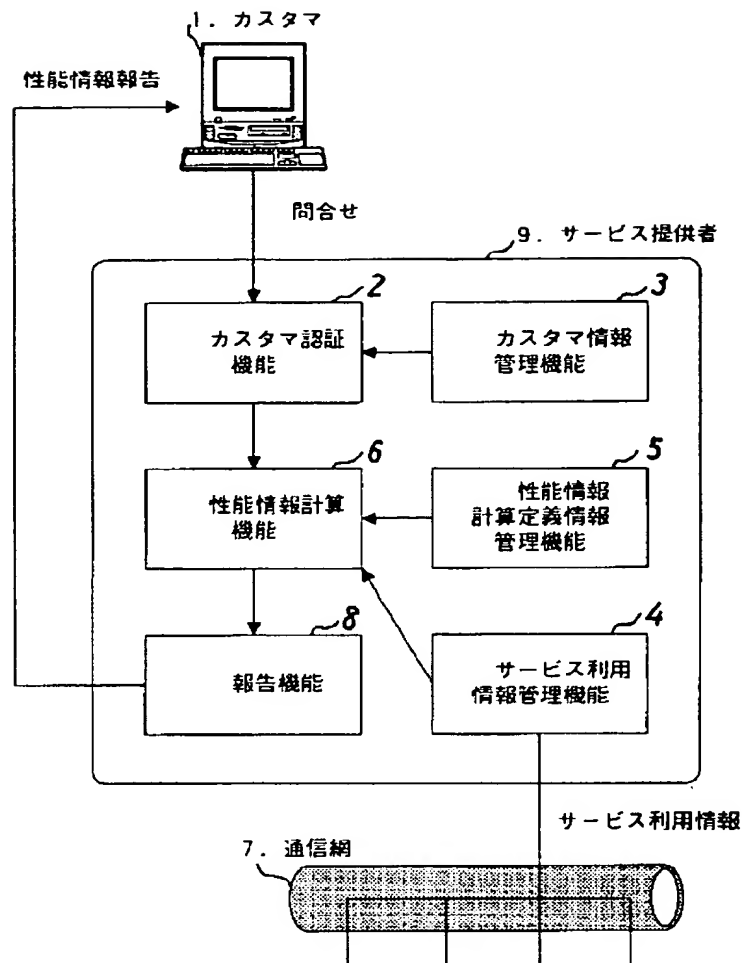 1. カスタマ
性能情報報告
問合せ
9. サービス提供者
2
カスタマ認証
機能
3
カスタマ情報
管理機能
6
性能情報計算
機能
5
性能情報
計算定義情報
管理機能
8
報告機能
4
サービス利用
情報管理機能
サービス利用情報
7. 通信網